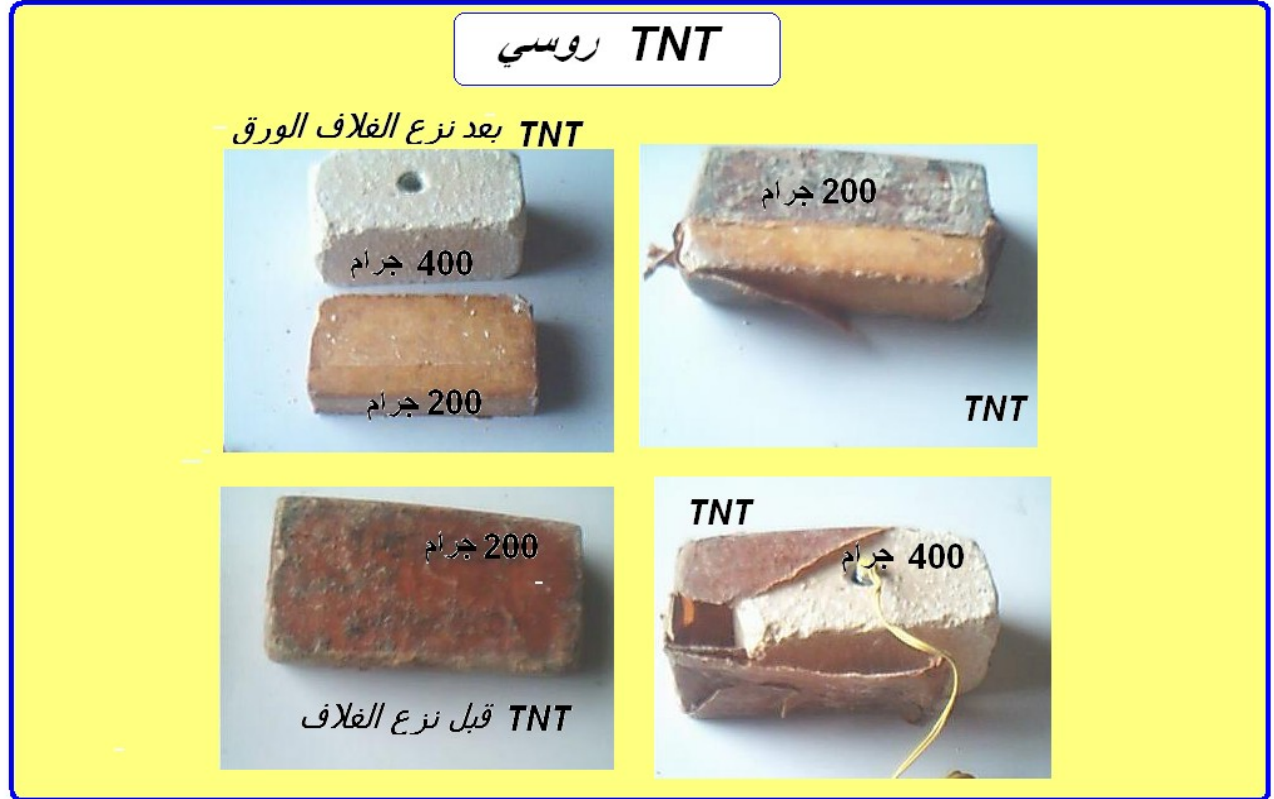 TNT روسي
TNT بعد نزع الغلاف الورق
400 جرام
200 جرام
200 جرام
TNT
200 جرام
TNT قبل نزع الغلاف
TNT
400 جرام